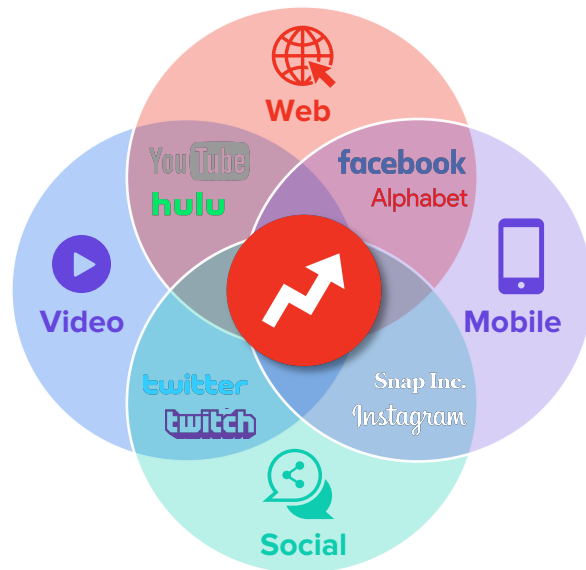 Web
YouTube
hulu
facebook
Alphabet
Video
Mobile
twitter
twitch
Snap Inc.
Instagram
Social